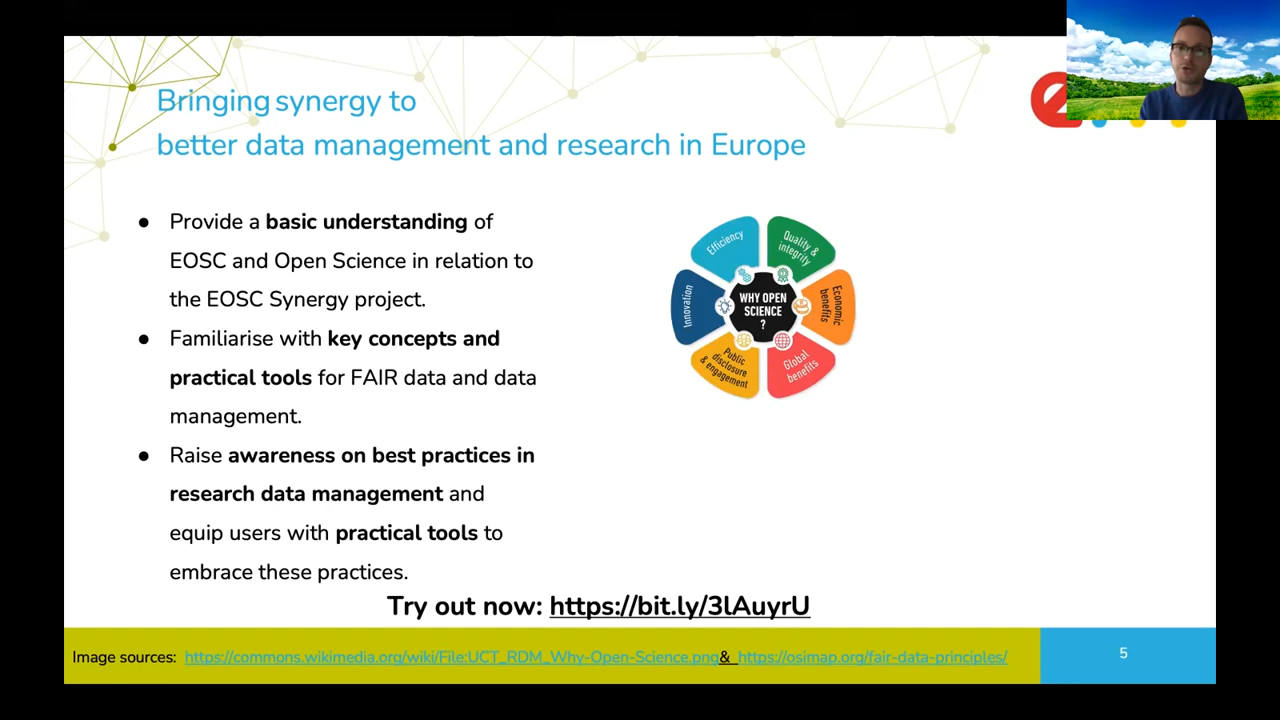 Bringing synergy to
better data management and research in Europe
● Provide a basic understanding of
EOSC and Open Science in relation to
the EOSC Synergy project.
● Familiarise with key concepts and
practical tools for FAIR data and data
management.
● Raise awareness on best practices in
research data management and
equip users with practical tools to
embrace these practices.
Efficiency
Quality &
integrity
Innovation
WHY OPEN
SCIENCE
?
Economic
benefits
Public
disclosure
& engagement
Global
benefits
Try out now: https://bit.ly/3lAuyrU
Image sources: https://commons.wikimedia.org/wiki/File:UCT_RDM_Why-Open-Science.png& https://osimap.org/fair-data-principles/
5